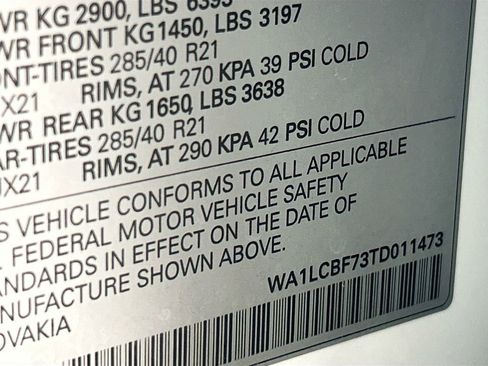 WR KG 2900, LBS 6393
WR FRONT KG1450, LBS 3197
NT-TIRES 285/40 R21
X21 RIMS, AT 270 KPA 39 PSI COLD
WR REAR KG 1650, LBS 3638
AR-TIRES 285/40 R21
JX21 RIMS, AT 290 KPA 42 PSI COLD
S VEHICLE CONFORMS TO ALL APPLICABLE
. FEDERAL MOTOR VEHICLE SAFETY
ANDARDS IN EFFECT ON THE DATE OF
NUFACTURE SHOWN ABOVE.
WA1LCBF73TD011473
OVAKIA